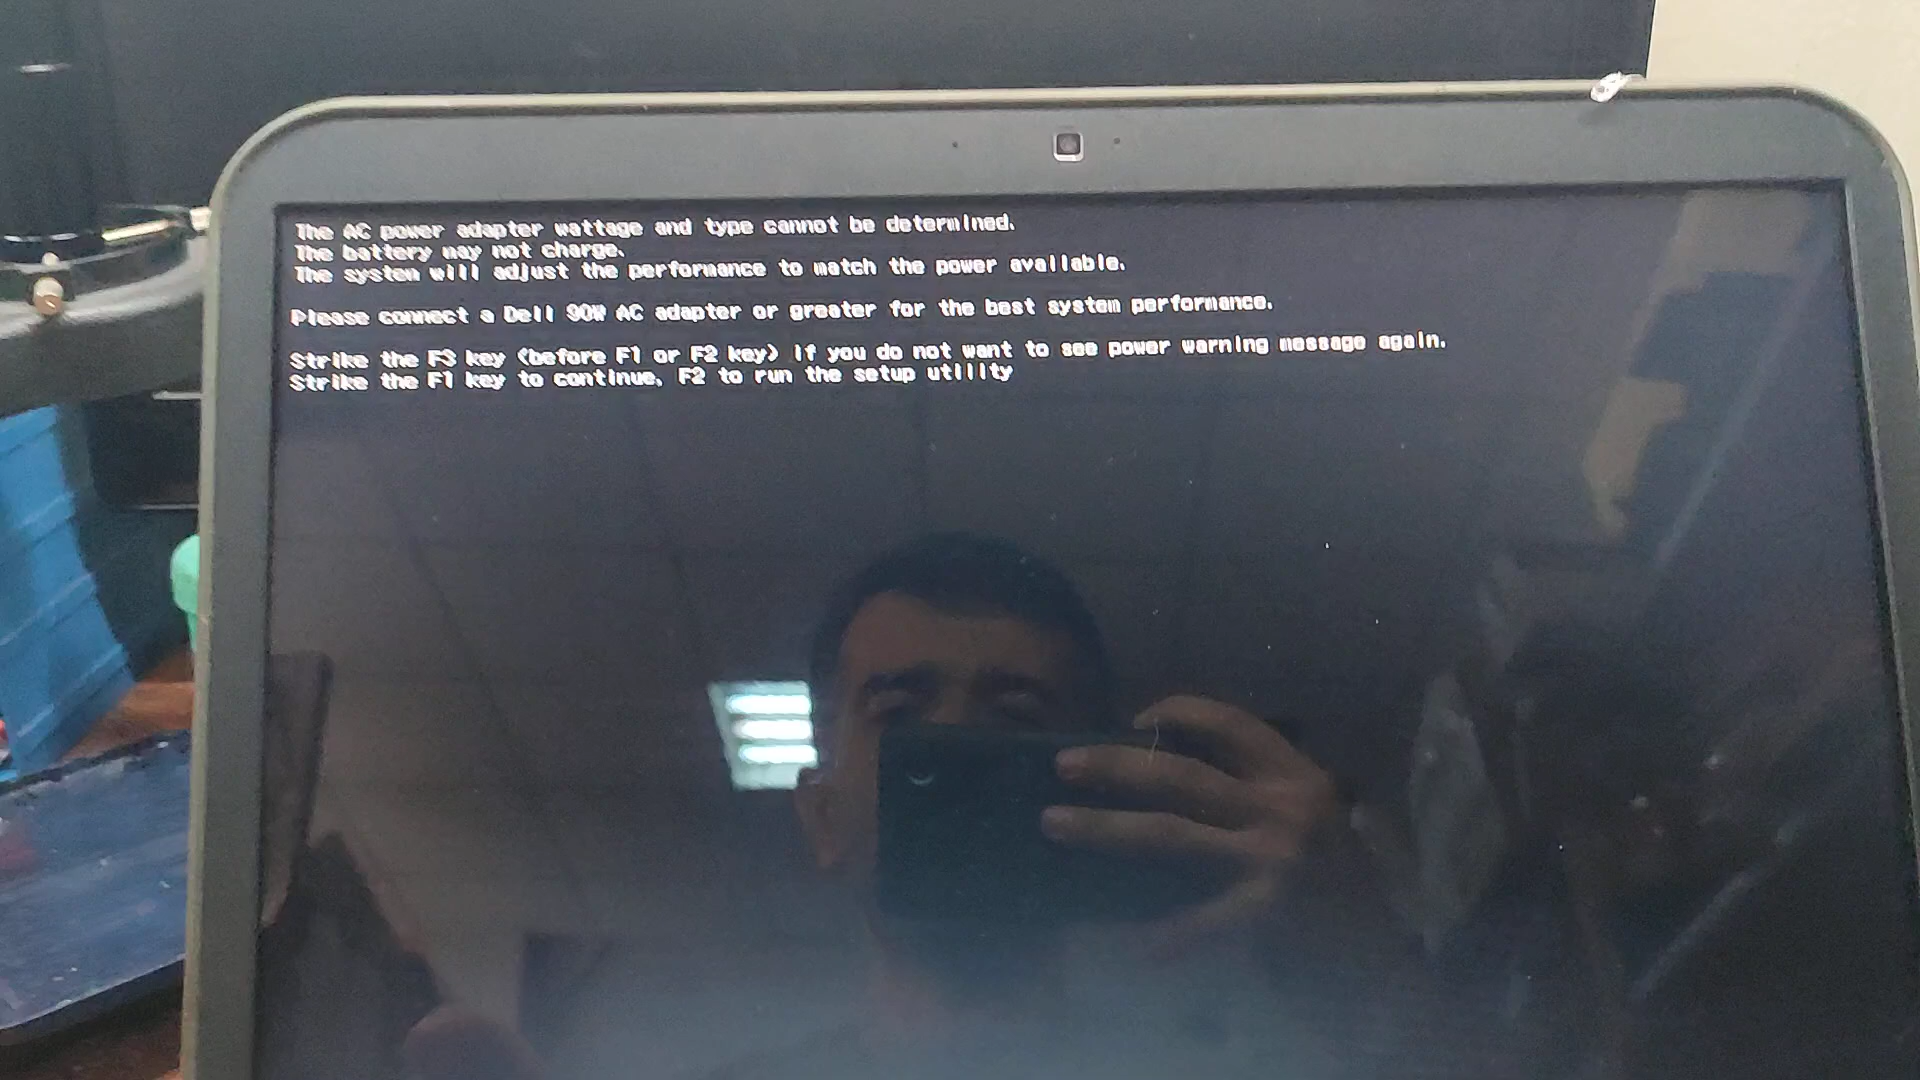 The AC power adapter wattage and type cannot be determined.
The battery may not charge.
The system will adjust the performance to match the power available.
Please connect a Dell 90W AC adapter or greater for the best system performance.
Strike the F3 key (before F1 or F2 key) if you do not want to see power warning message again.
Strike the F1 key to continue, F2 to run the setup utility